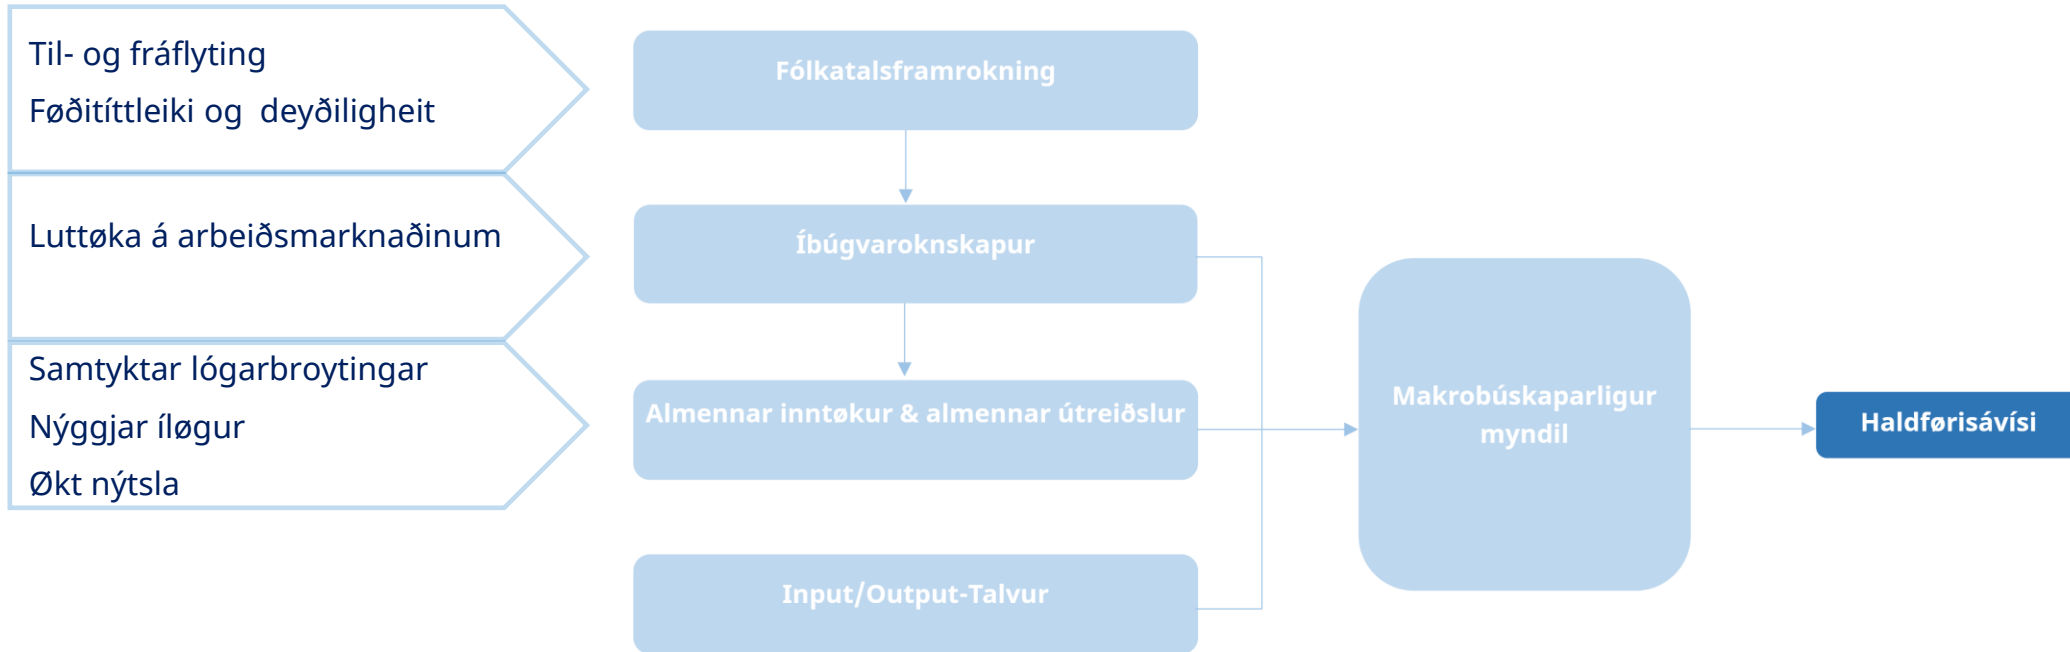 Til- og fráflyting
Føðitíttleiki og  deyðiligheit
Luttøka á arbeiðsmarknaðinum
Samtyktar lógarbroytingar
Nýggjar íløgur
Økt nýtsla
Fólkatalsframrokning
Íbúgvaroknskapur
Almennar inntøkur & almennar útreiðslur
Input/Output-Talvur
Makrobúskaparligur
myndil
Haldførisávísi